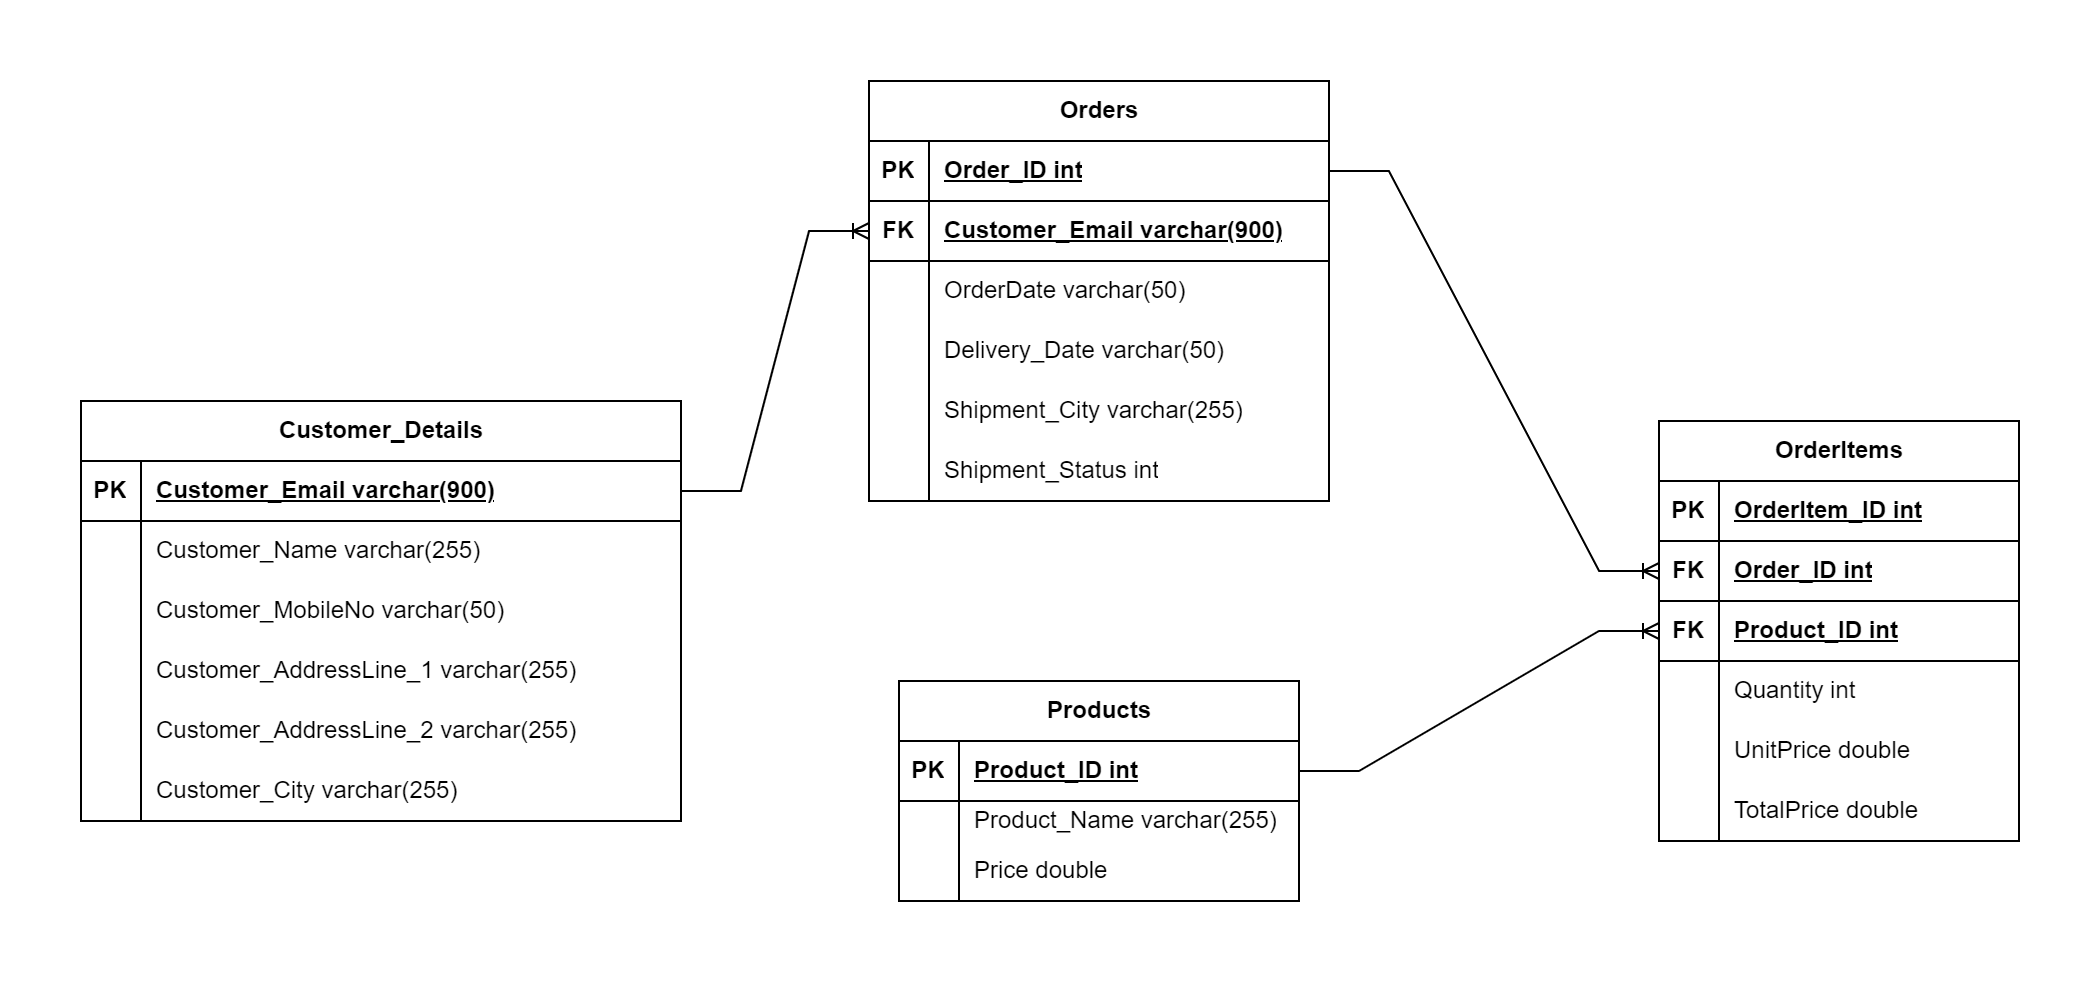 Orders
PK Order_ID int
FK Customer_Email varchar(900)
OrderDate varchar(50)
Delivery_Date varchar(50)
Shipment_City varchar(255)
Shipment_Status int
Customer_Details
PK Customer_Email varchar(900)
Customer_Name varchar(255)
Customer_MobileNo varchar(50)
Customer_AddressLine_1 varchar(255)
Customer_AddressLine_2 varchar(255)
Customer_City varchar(255)
OrderItems
PK OrderItem_ID int
FK Order_ID int
FK Product_ID int
Quantity int
UnitPrice double
TotalPrice double
Products
PK Product_ID int
Product_Name varchar(255)
Price double